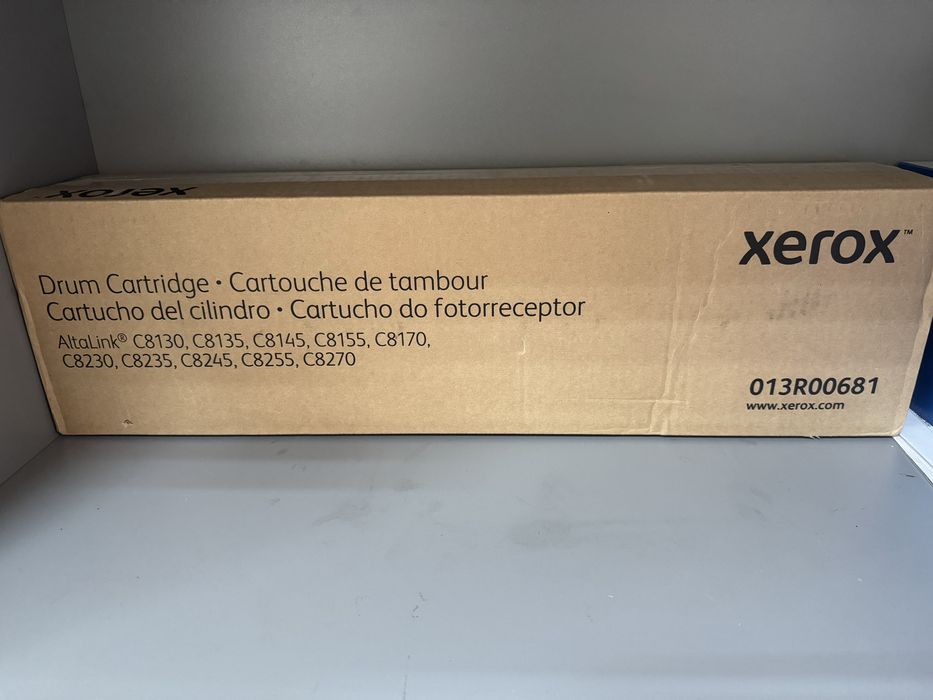 xerox
xerox™
Drum Cartridge • Cartouche de tambour
Cartucho del cilindro • Cartucho do fotorreceptor
AltaLink® C8130, C8135, C8145, C8155, C8170,
C8230, C8235, C8245, C8255, C8270
013R00681
www.xerox.com